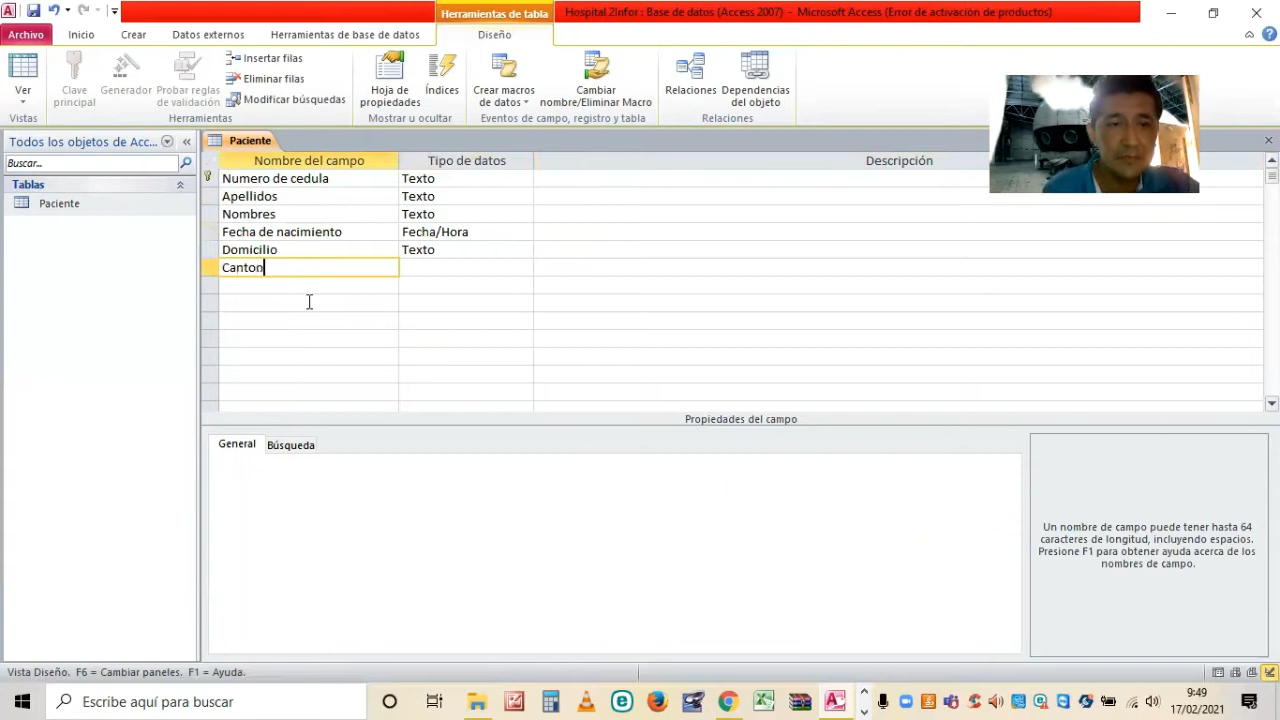 Herramientas de tabla
Hospital 2Infor : Base de datos (Access 2007) - Microsoft Access (Error de activación de productos)
Archivo Inicio Crear Datos externos Herramientas de base de datos Diseño
Ver
Clave principal
Generador
Probar reglas de validación
Insertar filas
Eliminar filas
Modificar búsquedas
Hoja de propiedades
Índices
Crear macros de datos
Cambiar nombre/Eliminar Macro
Relaciones
Dependencias del objeto
Vistas Herramientas Mostrar u ocultar Eventos de campo, registro y tabla Relaciones
Todos los objetos de Acc...
Buscar...
Tablas
Paciente
Paciente
Nombre del campo Tipo de datos Descripción
Numero de cedula Texto
Apellidos Texto
Nombres Texto
Fecha de nacimiento Fecha/Hora
Domicilio Texto
Canton
Propiedades del campo
General Búsqueda
Un nombre de campo puede tener hasta 64
caracteres de longitud, incluyendo espacios.
Presione F1 para obtener ayuda acerca de los
nombres de campo.
Vista Diseño. F6 = Cambiar paneles. F1 = Ayuda.
Escribe aquí para buscar
9:49
17/02/2021